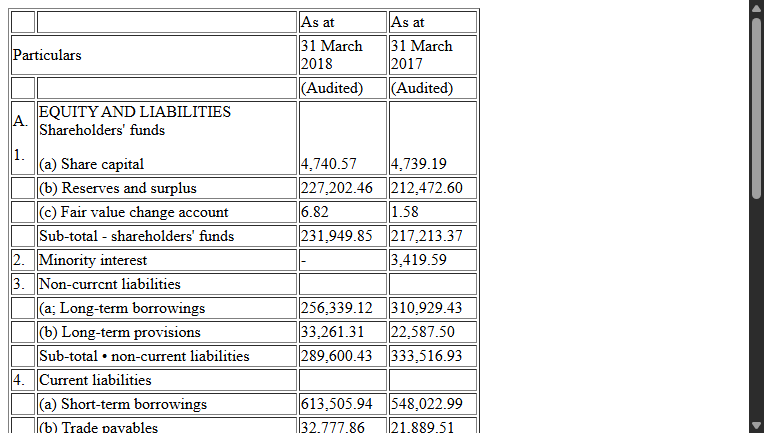 As at As at
Particulars 31 March 2018 31 March 2017
(Audited) (Audited)
A. EQUITY AND LIABILITIES
Shareholders' funds
1. (a) Share capital 4,740.57 4,739.19
(b) Reserves and surplus 227,202.46 212,472.60
(c) Fair value change account 6.82 1.58
Sub-total - shareholders' funds 231,949.85 217,213.37
2. Minority interest - 3,419.59
3. Non-currcnt liabilities
(a; Long-term borrowings 256,339.12 310,929.43
(b) Long-term provisions 33,261.31 22,587.50
Sub-total • non-current liabilities 289,600.43 333,516.93
4. Current liabilities
(a) Short-term borrowings 613,505.94 548,022.99
(b) Trade payables 32,777.86 21,889.51